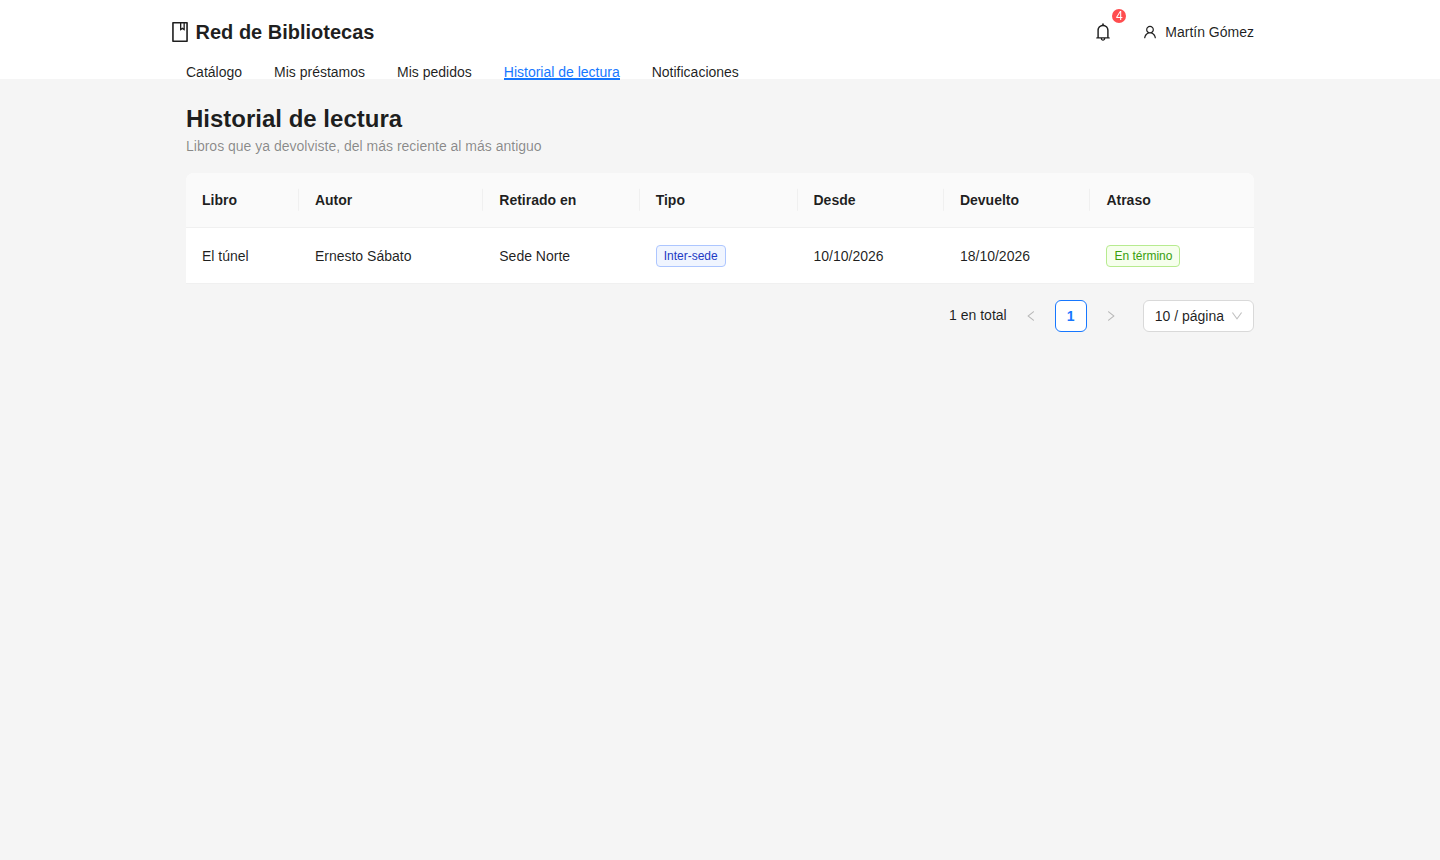 Red de Bibliotecas
4
Martín Gómez
Catálogo Mis préstamos Mis pedidos Historial de lectura Notificaciones
Historial de lectura
Libros que ya devolviste, del más reciente al más antiguo
Libro Autor Retirado en Tipo Desde Devuelto Atraso
El túnel Ernesto Sábato Sede Norte Inter-sede 10/10/2026 18/10/2026 En término
1 en total 1 10 / página